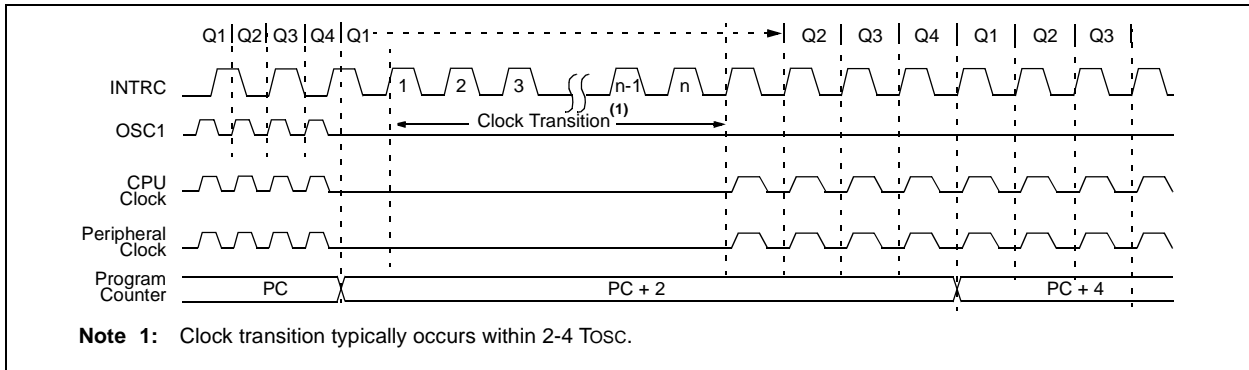 Q1 Q2 Q3 Q4 Q1 Q2 Q3 Q4 Q1 Q2 Q3
INTRC 1 2 3 n-1 n
Clock Transition(1)
OSC1
CPU
Clock
Peripheral
Clock
Program
Counter
PC PC + 2 PC + 4
Note 1: Clock transition typically occurs within 2-4 TOSC.